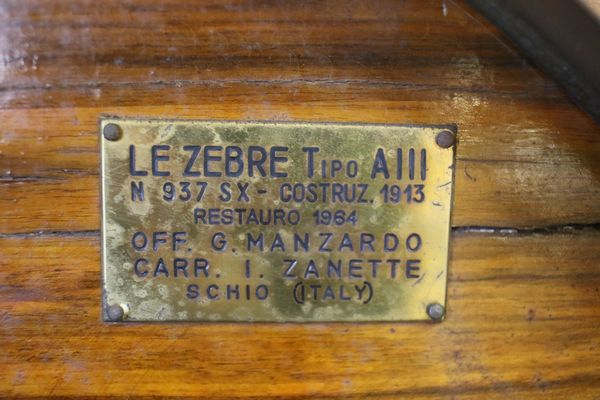 LE ZEBRE TIPO AIII
N 937 SX - COSTRUZ. 1913
RESTAURO 1964
OFF. G. MANZARDO
CARR. I. ZANETTE
SCHIO (ITALY)